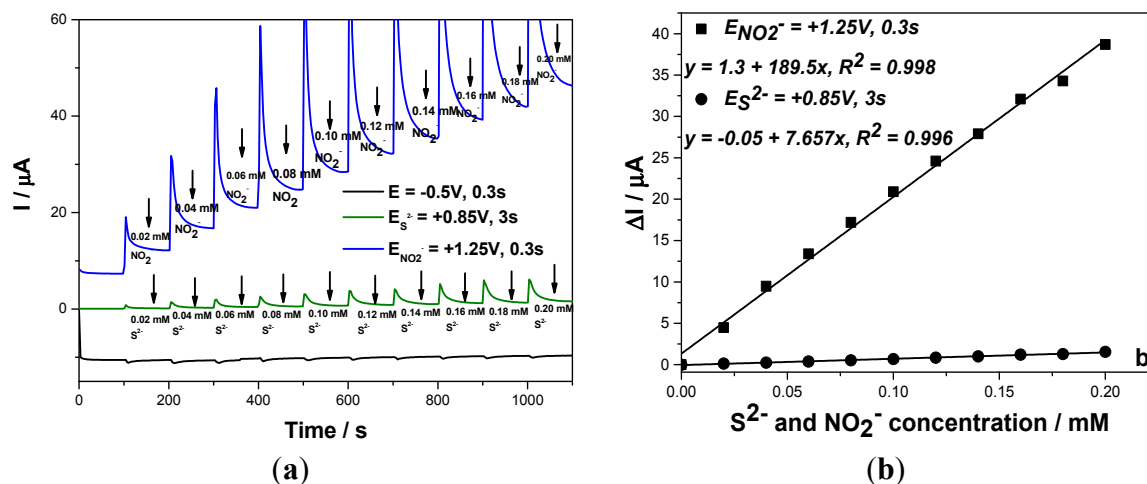 60
40
20
0
I / µA
0.02 mM
NO₂⁻
0.04 mM
NO₂⁻
0.06 mM
NO₂⁻
0.08 mM
NO₂⁻
0.10 mM
NO₂⁻
0.12 mM
NO₂⁻
0.14 mM
NO₂⁻
0.16 mM
NO₂⁻
0.18 mM
NO₂⁻
0.20 mM
NO₂⁻
E = -0.5V, 0.3s
E_S²⁻ = +0.85V, 3s
E_NO2⁻ = +1.25V, 0.3s
0.02 mM
S²⁻
0.04 mM
S²⁻
0.06 mM
S²⁻
0.08 mM
S²⁻
0.10 mM
S²⁻
0.12 mM
S²⁻
0.14 mM
S²⁻
0.16 mM
S²⁻
0.18 mM
S²⁻
0.20 mM
S²⁻
0 200 400 600 800 1000
Time / s
(a)
40
35
30
25
20
15
10
5
0
ΔI / µA
E_NO2⁻ = +1.25V, 0.3s
y = 1.3 + 189.5x, R² = 0.998
E_S²⁻ = +0.85V, 3s
y = -0.05 + 7.657x, R² = 0.996
b
0.00 0.05 0.10 0.15 0.20
S²⁻ and NO₂⁻ concentration / mM
(b)